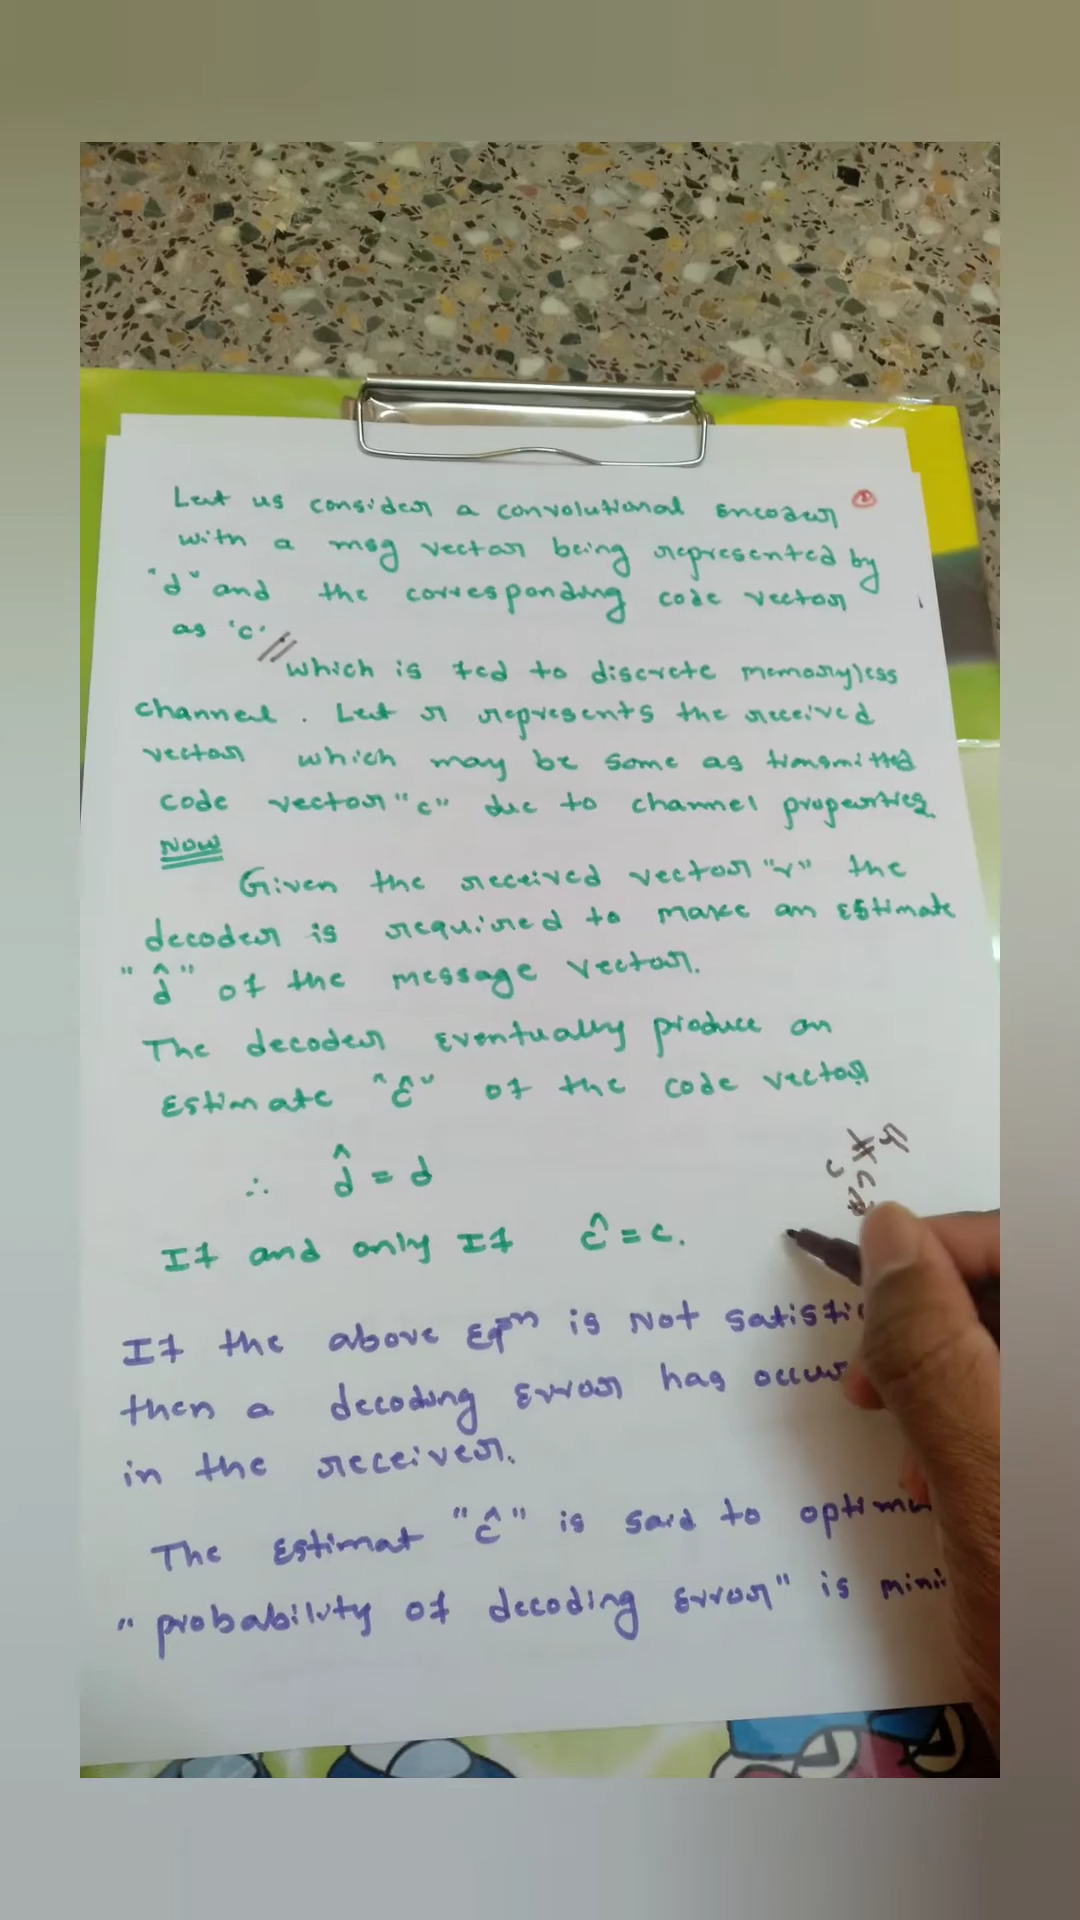 Let us consider a convolutional Encoder
②
with a msg vector being represented by
"d" and the corresponding code vector
as 'c'. //
which is fed to discrete memoryless
channel. Let r represents the received
vector which may be same as transmitted
code vector "c" due to channel properties.
NOW
Given the received vector "r" the
decoder is required to make an Estimate
"d̂" of the message vector.
The decoder Eventually produce an
Estimate "ĉ" of the code vector
∴ d̂ = d
c ≠ r
If and only If ĉ = c.
If the above Eqn is Not
then a decoding Error has
in the receiver.
The Estimat "ĉ" is said to
"probability of decoding Error" is